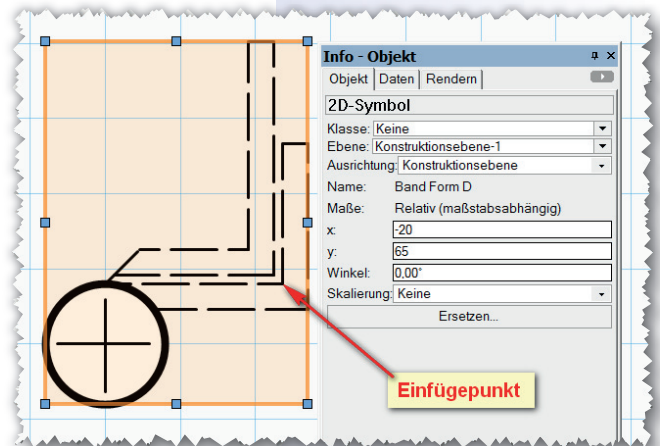 Info - Objekt
Objekt Daten Rendern
2D-Symbol
Klasse: Keine
Ebene: Konstruktionsebene-1
Ausrichtung: Konstruktionsebene
Name: Band Form D
Maße: Relativ (maßstabsabhängig)
x: -20
y: 65
Winkel: 0,00°
Skalierung: Keine
Ersetzen...
Einfügepunkt